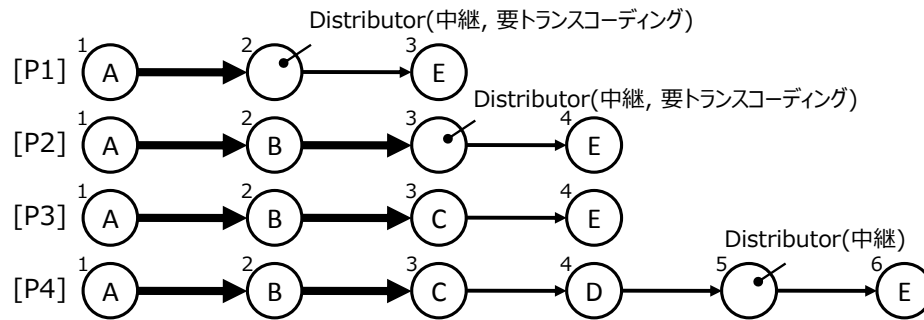 Distributor(中継, 要トランスコーディング)
[P1] 1 A 2 3 E
Distributor(中継, 要トランスコーディング)
[P2] 1 A 2 B 3 4 E
[P3] 1 A 2 B 3 C 4 E
Distributor(中継)
[P4] 1 A 2 B 3 C 4 D 5 6 E